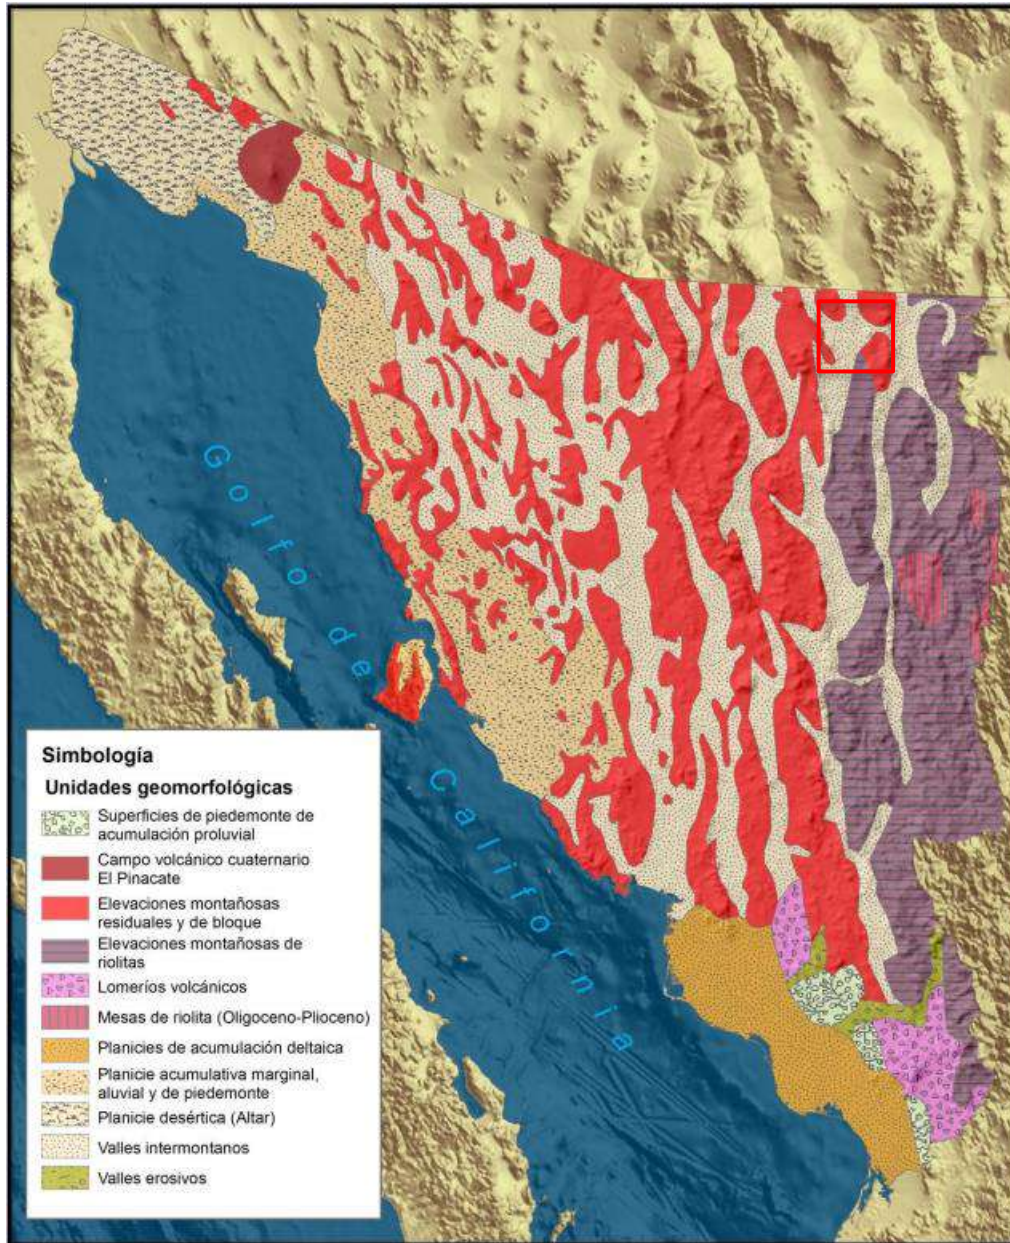 Golfo de
California
Simbología
Unidades geomorfológicas
Superficies de piedemonte de
acumulación proluvial
Campo volcánico cuaternario
El Pinacate
Elevaciones montañosas
residuales y de bloque
Elevaciones montañosas de
riolitas
Lomeríos volcánicos
Mesas de riolita (Oligoceno-Plioceno)
Planicies de acumulación deltaica
Planicie acumulativa marginal,
aluvial y de piedemonte
Planicie desértica (Altar)
Valles intermontanos
Valles erosivos